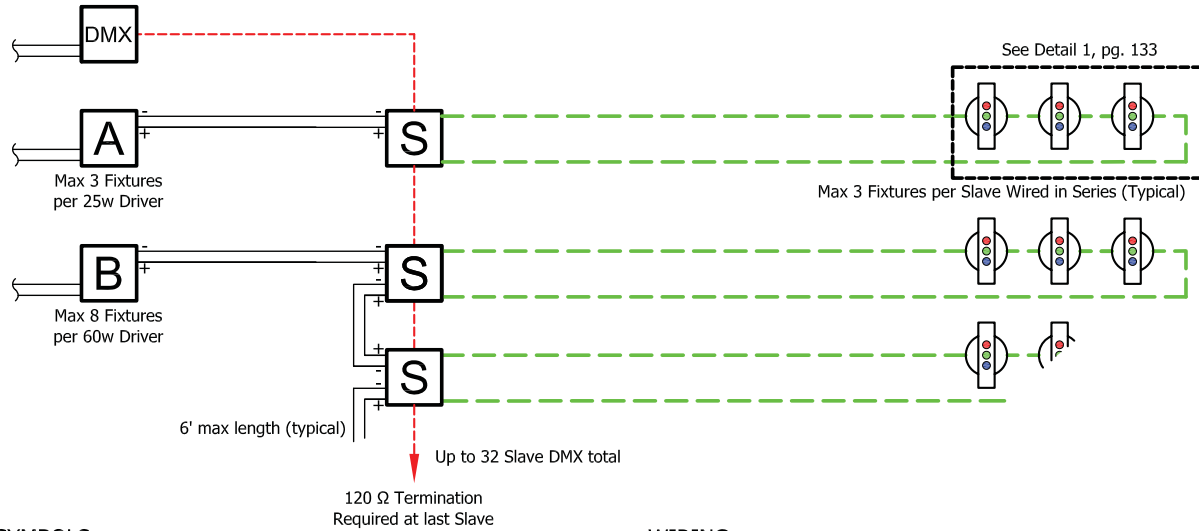 DMX
See Detail 1, pg. 133
A
- +
- +
S
Max 3 Fixtures
per 25w Driver
Max 3 Fixtures per Slave Wired in Series (Typical)
B
- +
- +
- +
S
Max 8 Fixtures
per 60w Driver
+ -
- +
S
6' max length (typical)
Up to 32 Slave DMX total
120 Ω Termination
Required at last Slave
SYMBOLS
WIRING